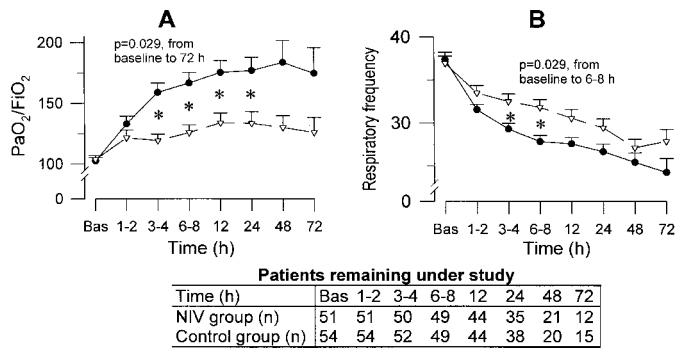 A
p=0.029, from
baseline to 72 h
PaO2/FiO2
200
150
100
0
* * * *
Bas 1-2 3-4 6-8 12 24 48 72
Time (h)
B
p=0.029, from
baseline to 6-8 h
Respiratory frequency
40
30
0
* *
Bas 1-2 3-4 6-8 12 24 48 72
Time (h)
Patients remaining under study
Time (h) Bas 1-2 3-4 6-8 12 24 48 72
NIV group (n) 51 51 50 49 44 35 21 12
Control group (n) 54 54 52 49 44 38 20 15